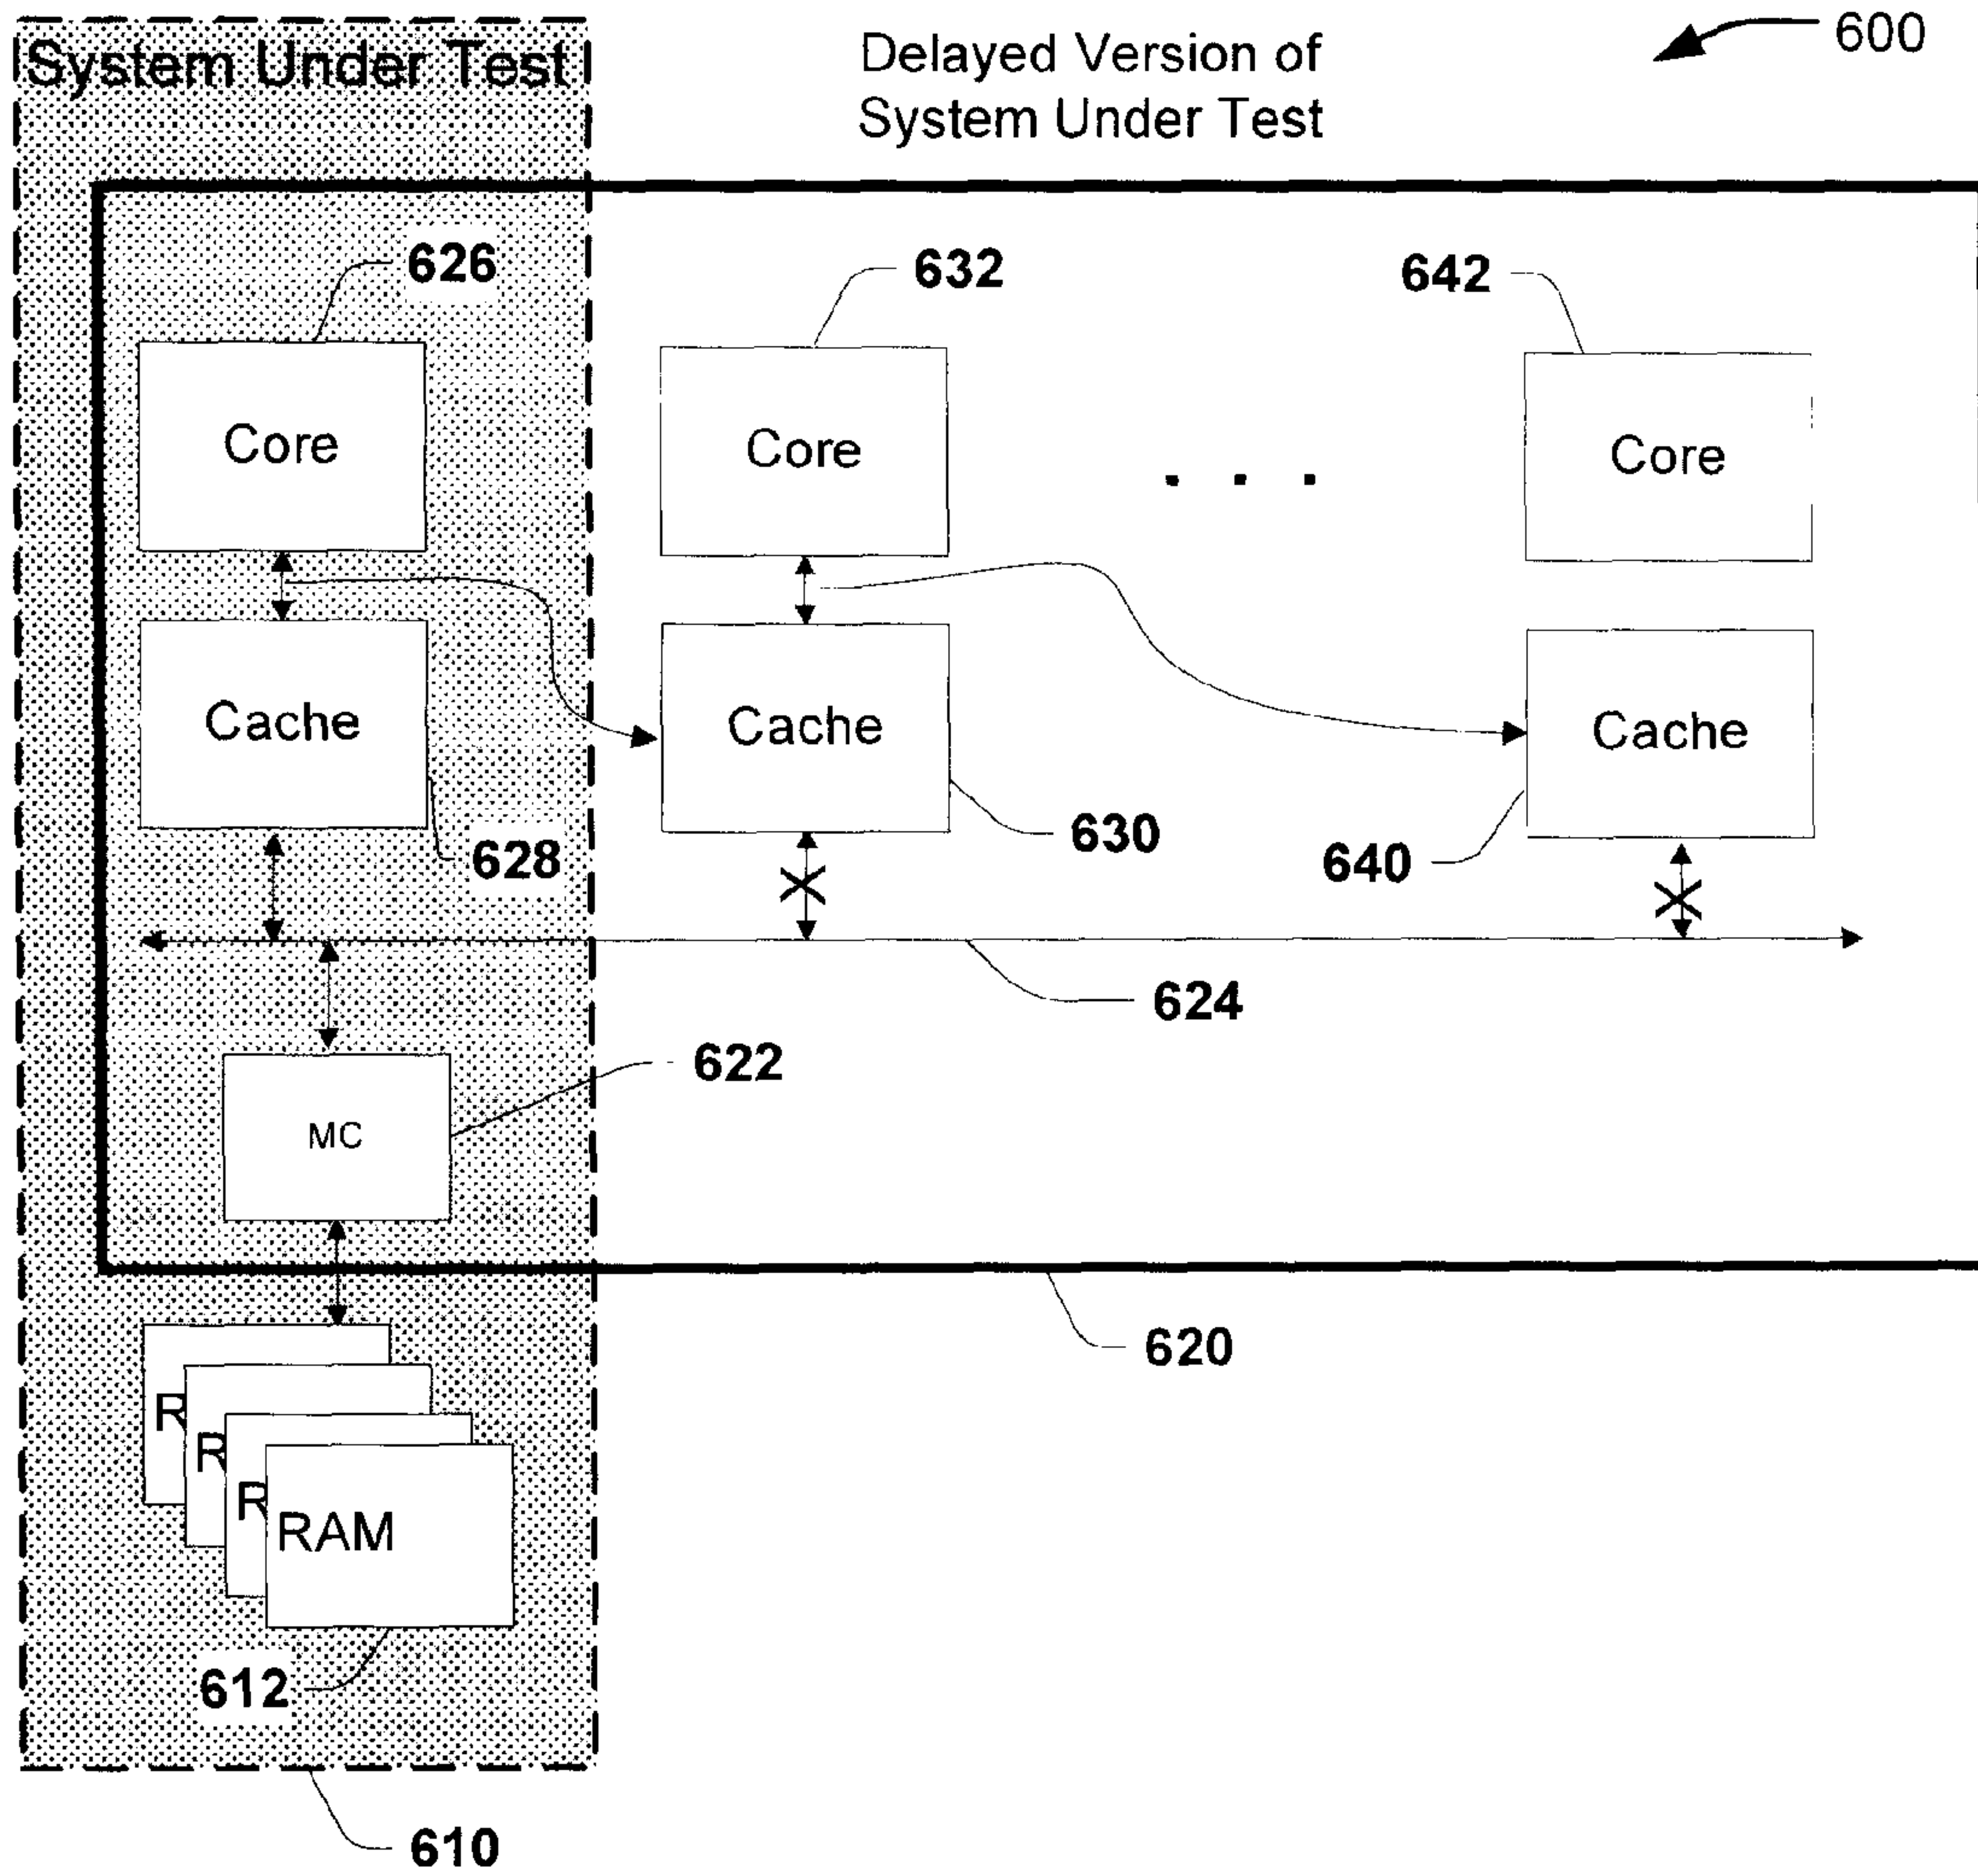 System Under Test
Delayed Version of
System Under Test
600
626
632
642
Core
Core
. . .
Core
Cache
Cache
Cache
628
630
640
624
622
MC
620
R
R
R
RAM
612
610